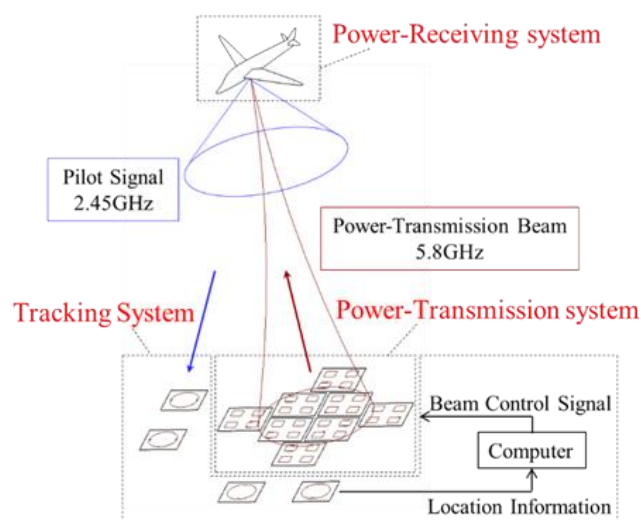 Power-Receiving system
Pilot Signal
2.45GHz
Power-Transmission Beam
5.8GHz
Tracking System
Power-Transmission system
Beam Control Signal
Computer
Location Information